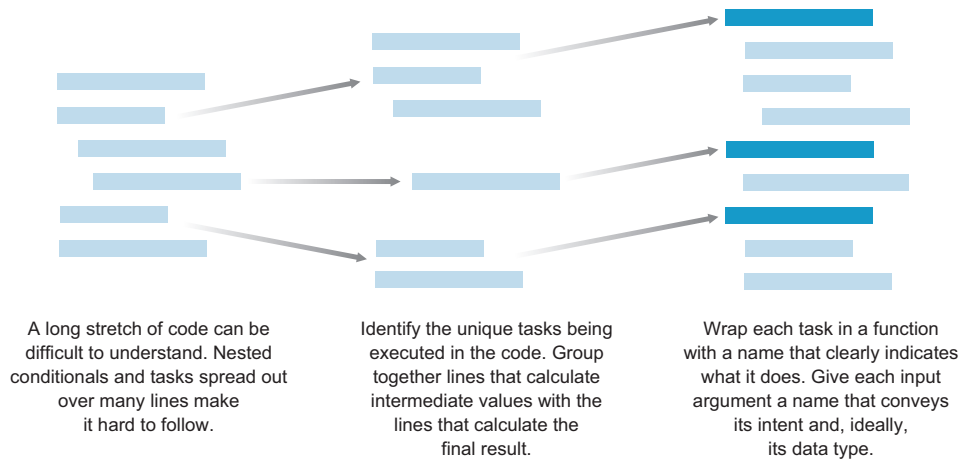 A long stretch of code can be
difficult to understand. Nested
conditionals and tasks spread out
over many lines make
it hard to follow.
Identify the unique tasks being
executed in the code. Group
together lines that calculate
intermediate values with the
lines that calculate the
final result.
Wrap each task in a function
with a name that clearly indicates
what it does. Give each input
argument a name that conveys
its intent and, ideally,
its data type.